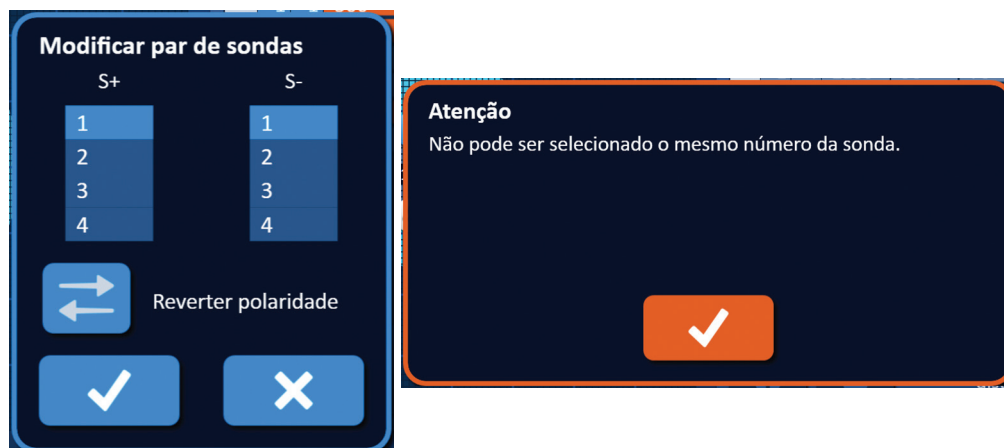 Modificar par de sondas
S+ S-
1 1
2 2
3 3
4 4
Reverter polaridade
Atenção
Não pode ser selecionado o mesmo número da sonda.